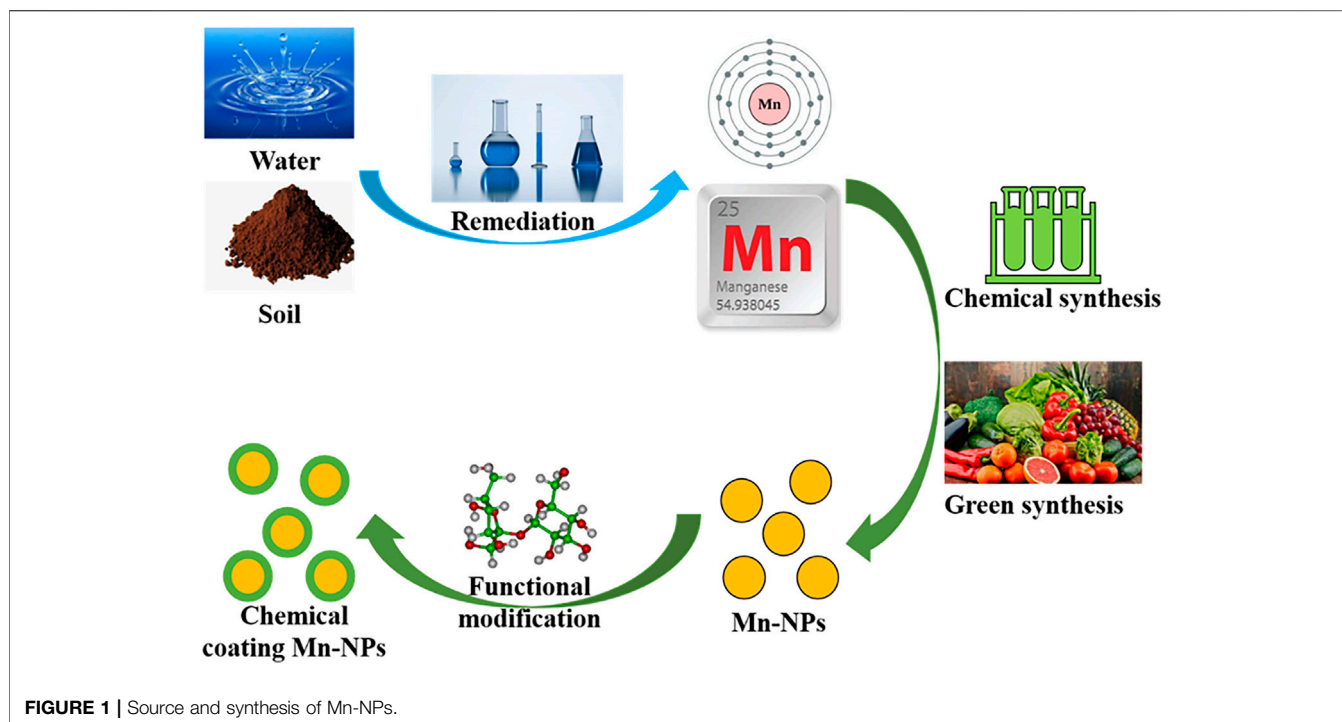 Water
Soil
Remediation
Mn
25
Mn
Manganese
54.938045
Chemical synthesis
Green synthesis
Mn-NPs
Functional
modification
Chemical
coating Mn-NPs
FIGURE 1 | Source and synthesis of Mn-NPs.